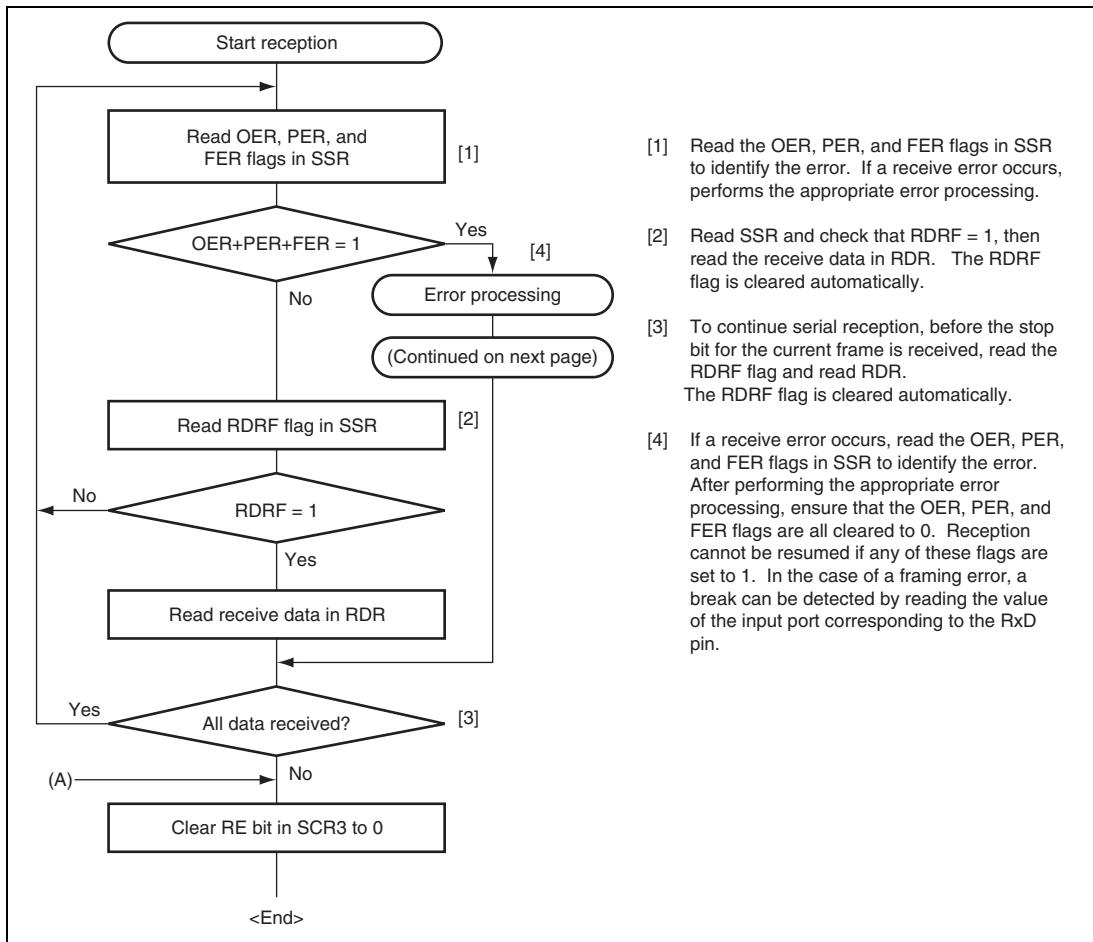 Start reception
Read OER, PER, and
FER flags in SSR
[1]
OER+PER+FER = 1
Yes
[4]
Error processing
No
(Continued on next page)
Read RDRF flag in SSR
[2]
No
RDRF = 1
Yes
Read receive data in RDR
Yes
All data received?
[3]
(A)
No
Clear RE bit in SCR3 to 0
<End>
[1] Read the OER, PER, and FER flags in SSR
to identify the error. If a receive error occurs,
performs the appropriate error processing.
[2] Read SSR and check that RDRF = 1, then
read the receive data in RDR. The RDRF
flag is cleared automatically.
[3] To continue serial reception, before the stop
bit for the current frame is received, read the
RDRF flag and read RDR.
The RDRF flag is cleared automatically.
[4] If a receive error occurs, read the OER, PER,
and FER flags in SSR to identify the error.
After performing the appropriate error
processing, ensure that the OER, PER, and
FER flags are all cleared to 0. Reception
cannot be resumed if any of these flags are
set to 1. In the case of a framing error, a
break can be detected by reading the value
of the input port corresponding to the RxD
pin.